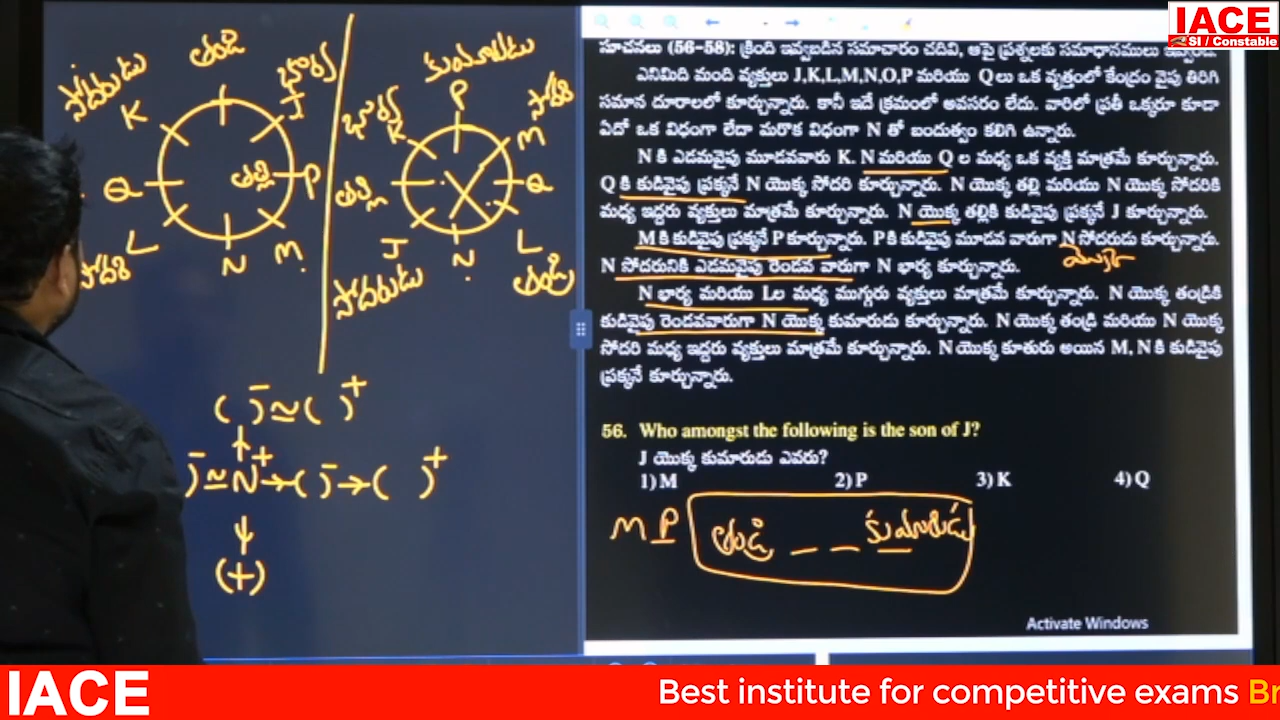 IACE
SI / Constable
సూచనలు (56-58): క్రింది ఇవ్వబడిన సమాచారం చదివి, ఆపై ప్రశ్నలకు సమాధానములు
ఎనిమిది మంది వ్యక్తులు J,K,L,M,N,O,P మరియు Q లు ఒక వృత్తంలో కేంద్రం వైపు తిరిగి
సమాన దూరాలలో కూర్చున్నారు. కానీ ఇదే క్రమంలో అవసరం లేదు. వారిలో ప్రతీ ఒక్కరూ కూడా
ఏదో ఒక విధంగా లేదా మరొక విధంగా N తో బంధుత్వం కలిగి ఉన్నారు.
N కి ఎడమవైపు మూడవవారు K. N మరియు Q ల మధ్య ఒక వ్యక్తి మాత్రమే కూర్చున్నారు.
Q కి కుడివైపు ప్రక్కనే N యొక్క సోదరి కూర్చున్నారు. N యొక్క తల్లి మరియు N యొక్క సోదరికి
మధ్య ఇద్దరు వ్యక్తులు మాత్రమే కూర్చున్నారు. N యొక్క తల్లికి కుడివైపు ప్రక్కనే J కూర్చున్నారు.
M కి కుడివైపు ప్రక్కనే P కూర్చున్నారు. P కి కుడివైపు మూడవ వారుగా N సోదరుడు కూర్చున్నారు.
N సోదరునికి ఎడమవైపు రెండవ వారుగా N భార్య కూర్చున్నారు.
N భార్య మరియు Lల మధ్య ముగ్గురు వ్యక్తులు మాత్రమే కూర్చున్నారు. N యొక్క తండ్రికి
కుడివైపు రెండవవారుగా N యొక్క కుమారుడు కూర్చున్నారు. N యొక్క తండ్రి మరియు N యొక్క
సోదరి మధ్య ఇద్దరు వ్యక్తులు మాత్రమే కూర్చున్నారు. N యొక్క కూతురు అయిన M, N కి కుడివైపు
ప్రక్కనే కూర్చున్నారు.
56. Who amongst the following is the son of J?
J యొక్క కుమారుడు ఎవరు?
1) M 2) P 3) K 4) Q
M P తండ్రి _ _ కుమారుడు
Activate Windows
తండ్రి
సోదరుడు భార్య
K J
Q తల్లి P
L M
సోదరి N
కుమారుడు
P సోదరి
భార్య K M
తల్లి Q
J L
N తండ్రి
సోదరుడు
( )⁻ ≈ ( )⁺
⁻ ≈ N⁺ → ( )⁻ → ( )⁺
(+)
IACE Best institute for competitive exams Br